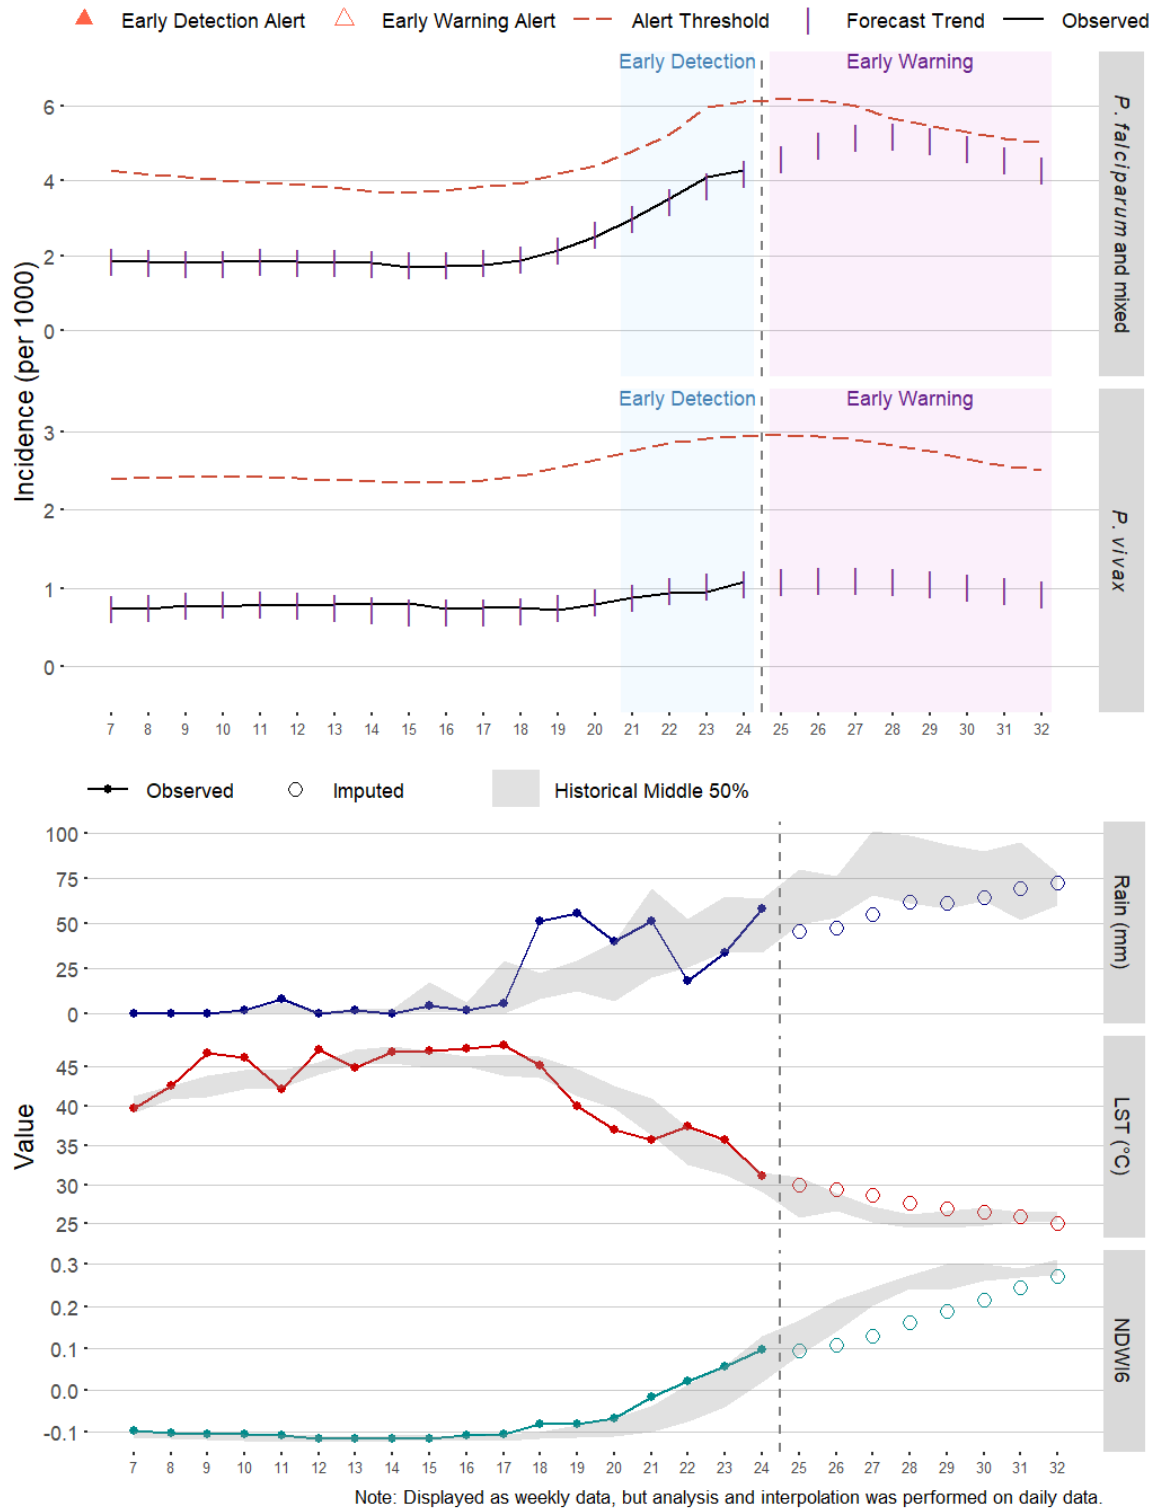 Early Detection Alert Early Warning Alert Alert Threshold Forecast Trend Observed
Early Detection Early Warning
6
4
2
0
P. falciparum and mixed
Incidence (per 1000)
Early Detection Early Warning
3
2
1
0
P. vivax
7 8 9 10 11 12 13 14 15 16 17 18 19 20 21 22 23 24 25 26 27 28 29 30 31 32
Observed Imputed Historical Middle 50%
100
75
50
25
0
Rain (mm)
Value
45
40
35
30
25
LST (°C)
0.3
0.2
0.1
0.0
-0.1
NDWI6
7 8 9 10 11 12 13 14 15 16 17 18 19 20 21 22 23 24 25 26 27 28 29 30 31 32
Note: Displayed as weekly data, but analysis and interpolation was performed on daily data.